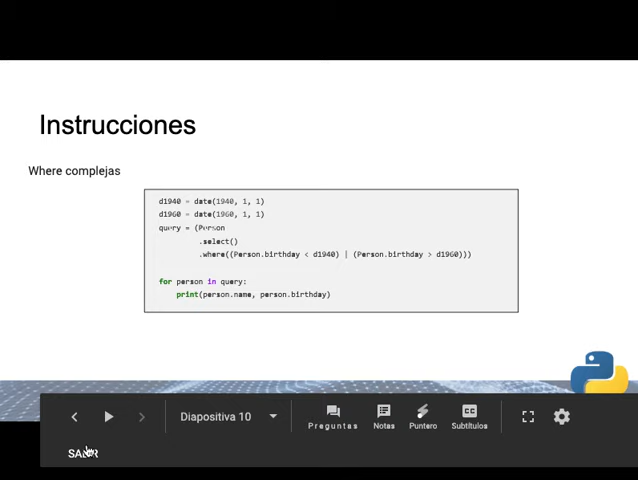 Instrucciones
Where complejas
d1940 = date(1940, 1, 1)
d1960 = date(1960, 1, 1)
query = (Person
.select()
.where((Person.birthday < d1940) | (Person.birthday > d1960)))
for person in query:
print(person.name, person.birthday)
Diapositiva 10
Preguntas
Notas
Puntero
CC
Subtítulos
SALIR